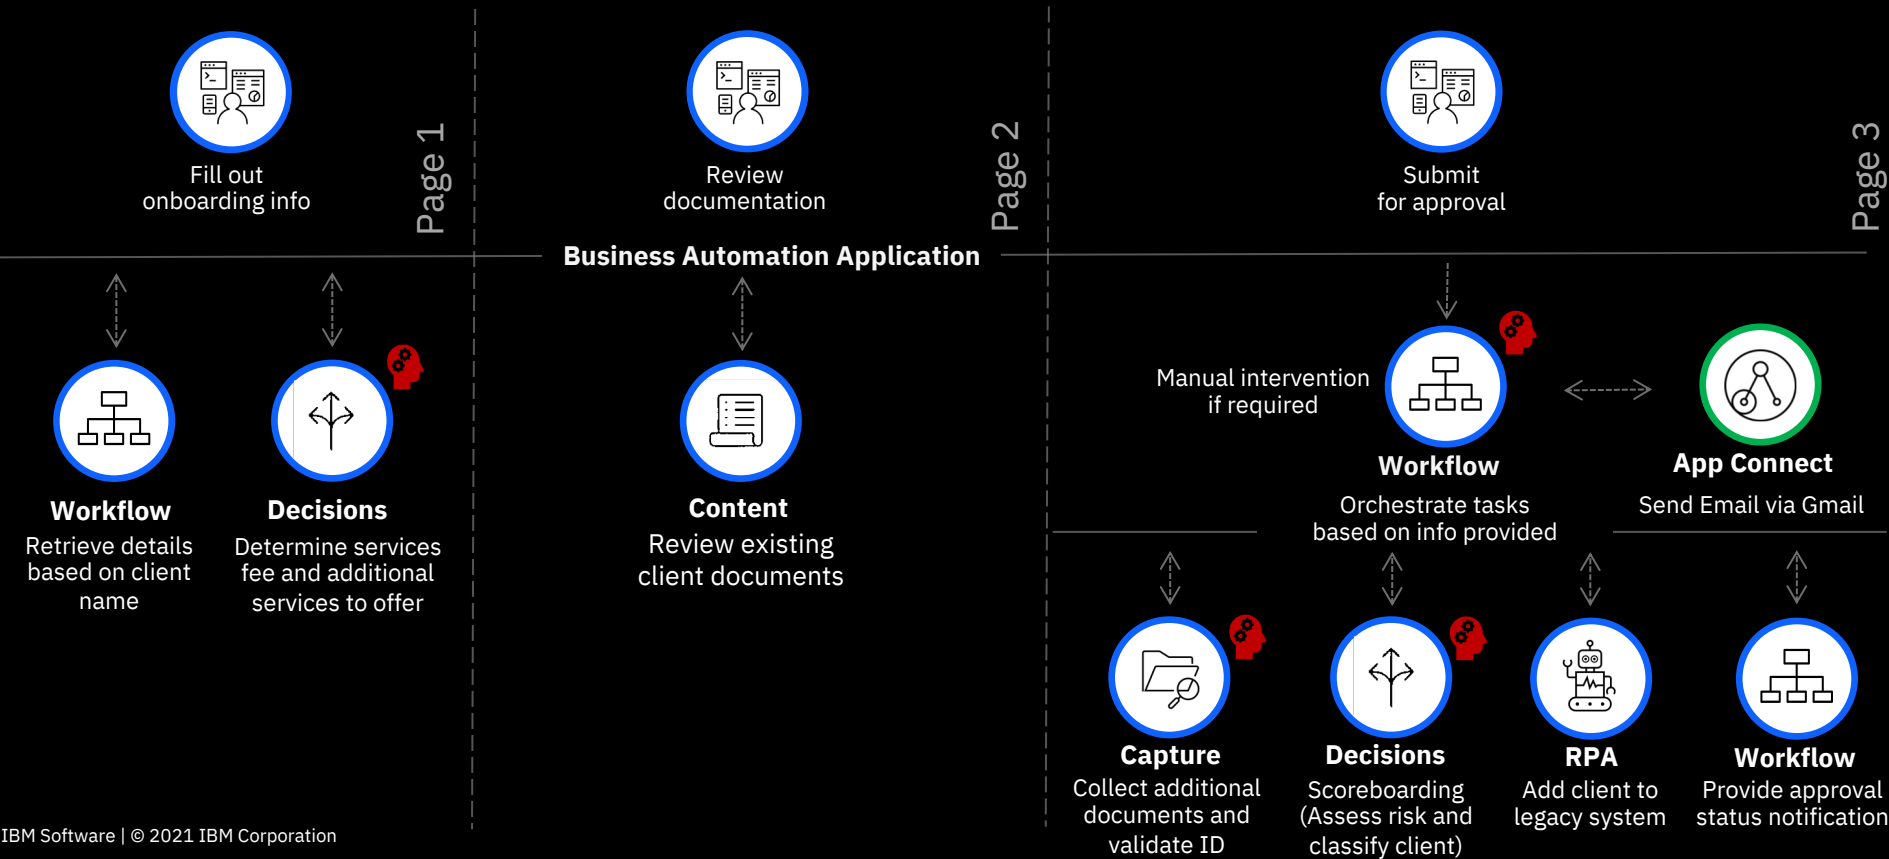 Fill out
onboarding info
Page 1
Review
documentation
Page 2
Submit
for approval
Page 3
Business Automation Application
Workflow
Retrieve details
based on client
name
Decisions
Determine services
fee and additional
services to offer
Content
Review existing
client documents
Manual intervention
if required
Workflow
Orchestrate tasks
based on info provided
App Connect
Send Email via Gmail
Capture
Collect additional
documents and
validate ID
Decisions
Scoreboarding
(Assess risk and
classify client)
RPA
Add client to
legacy system
Workflow
Provide approval
status notification
IBM Software | © 2021 IBM Corporation